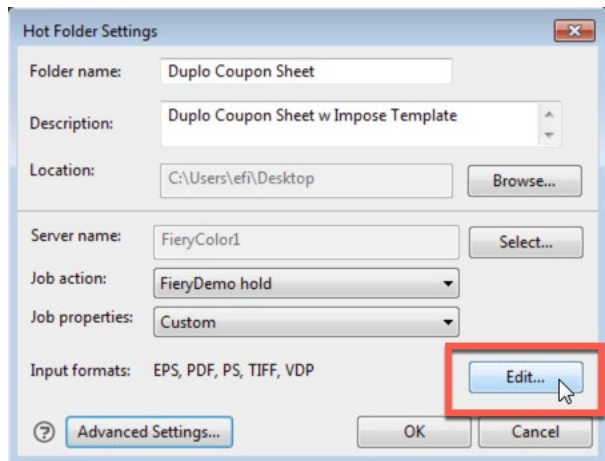 Hot Folder Settings
Folder name: Duplo Coupon Sheet
Description: Duplo Coupon Sheet w Impose Template
Location: C:\Users\efi\Desktop Browse...
Server name: FieryColor1 Select...
Job action: FieryDemo hold
Job properties: Custom
Input formats: EPS, PDF, PS, TIFF, VDP Edit...
? Advanced Settings... OK Cancel